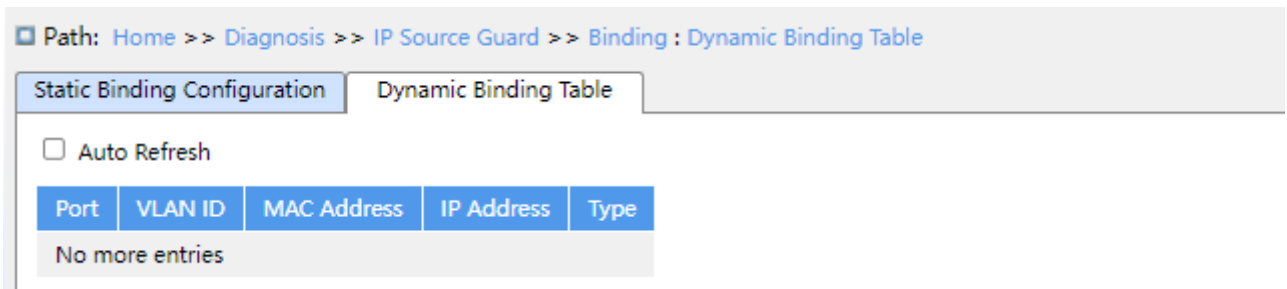 Path: Home >> Diagnosis >> IP Source Guard >> Binding : Dynamic Binding Table
Static Binding Configuration Dynamic Binding Table
Auto Refresh
Port VLAN ID MAC Address IP Address Type
No more entries